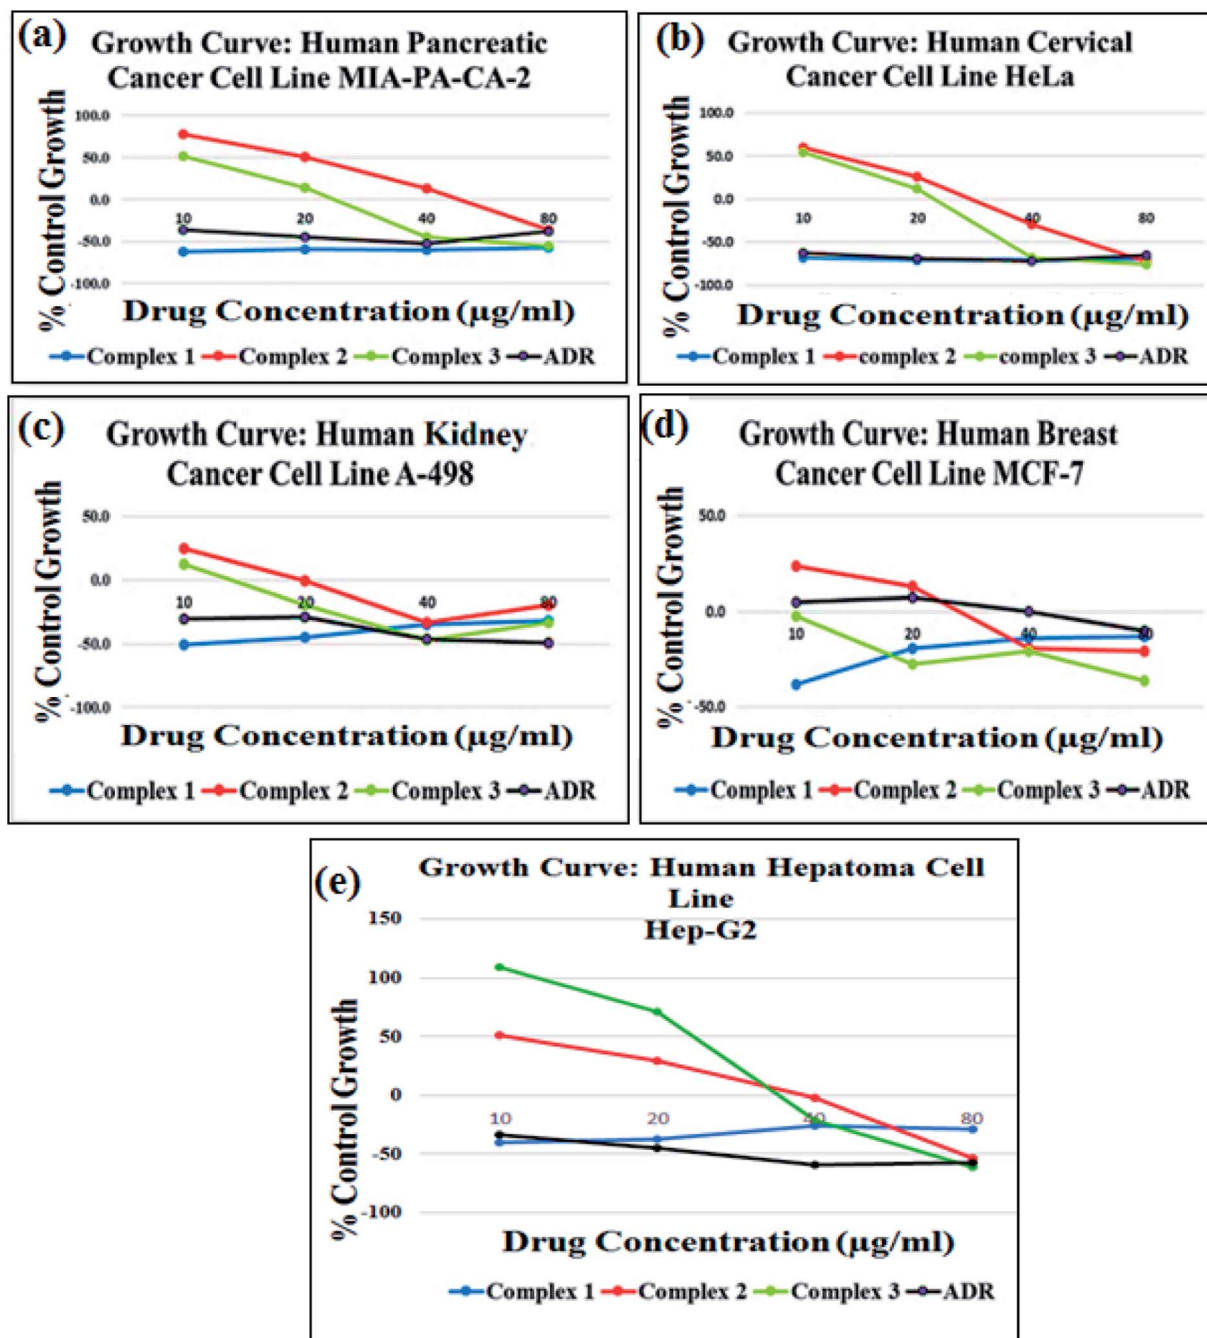 (a)
Growth Curve: Human Pancreatic
Cancer Cell Line MIA-PA-CA-2
% Control Growth
100.0
50.0
0.0
-50.0
-100.0
10
20
40
80
Drug Concentration (µg/ml)
Complex 1
Complex 2
Complex 3
ADR
(b)
Growth Curve: Human Cervical
Cancer Cell Line HeLa
% Control Growth
100.0
50.0
0.0
-50.0
-100.0
10
20
40
80
Drug Concentration (µg/ml)
Complex 1
complex 2
complex 3
ADR
(c)
Growth Curve: Human Kidney
Cancer Cell Line A-498
% Control Growth
50.0
0.0
-50.0
-100.0
10
20
40
80
Drug Concentration (µg/ml)
Complex 1
Complex 2
Complex 3
ADR
(d)
Growth Curve: Human Breast
Cancer Cell Line MCF-7
% Control Growth
50.0
0.0
-50.0
10
20
40
Drug Concentration (µg/ml)
Complex 1
Complex 2
Complex 3
ADR
(e)
Growth Curve: Human Hepatoma Cell
Line
Hep-G2
% Control Growth
150
100
50
0
-50
-100
10
20
40
80
Drug Concentration (µg/ml)
Complex 1
Complex 2
Complex 3
ADR